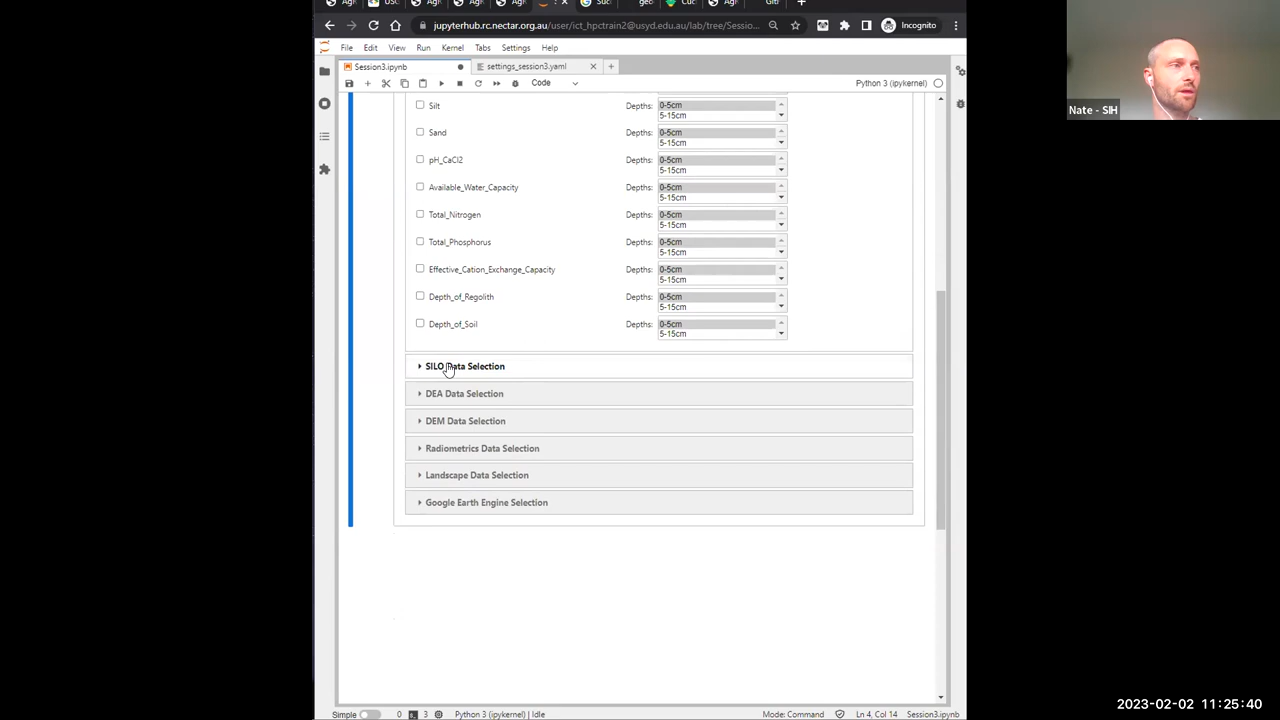 jupyterhub.rc.nectar.org.au/user/ict_hpctrain2@usyd.edu.au/lab/tree/Sessio... Incognito
File Edit View Run Kernel Tabs Settings Help
Session3.ipynb settings_session3.yaml
Code Python 3 (ipykernel)
Nate - SIH
Silt Depths: 0-5cm
5-15cm
Sand Depths: 0-5cm
5-15cm
pH_CaCl2 Depths: 0-5cm
5-15cm
Available_Water_Capacity Depths: 0-5cm
5-15cm
Total_Nitrogen Depths: 0-5cm
5-15cm
Total_Phosphorus Depths: 0-5cm
5-15cm
Effective_Cation_Exchange_Capacity Depths: 0-5cm
5-15cm
Depth_of_Regolith Depths: 0-5cm
5-15cm
Depth_of_Soil Depths: 0-5cm
5-15cm
SILO Data Selection
DEA Data Selection
DEM Data Selection
Radiometrics Data Selection
Landscape Data Selection
Google Earth Engine Selection
2023-02-02 11:25:40
Simple 0 3 Python 3 (ipykernel) | Idle Mode: Command Ln 4, Col 14 Session3.ipynb